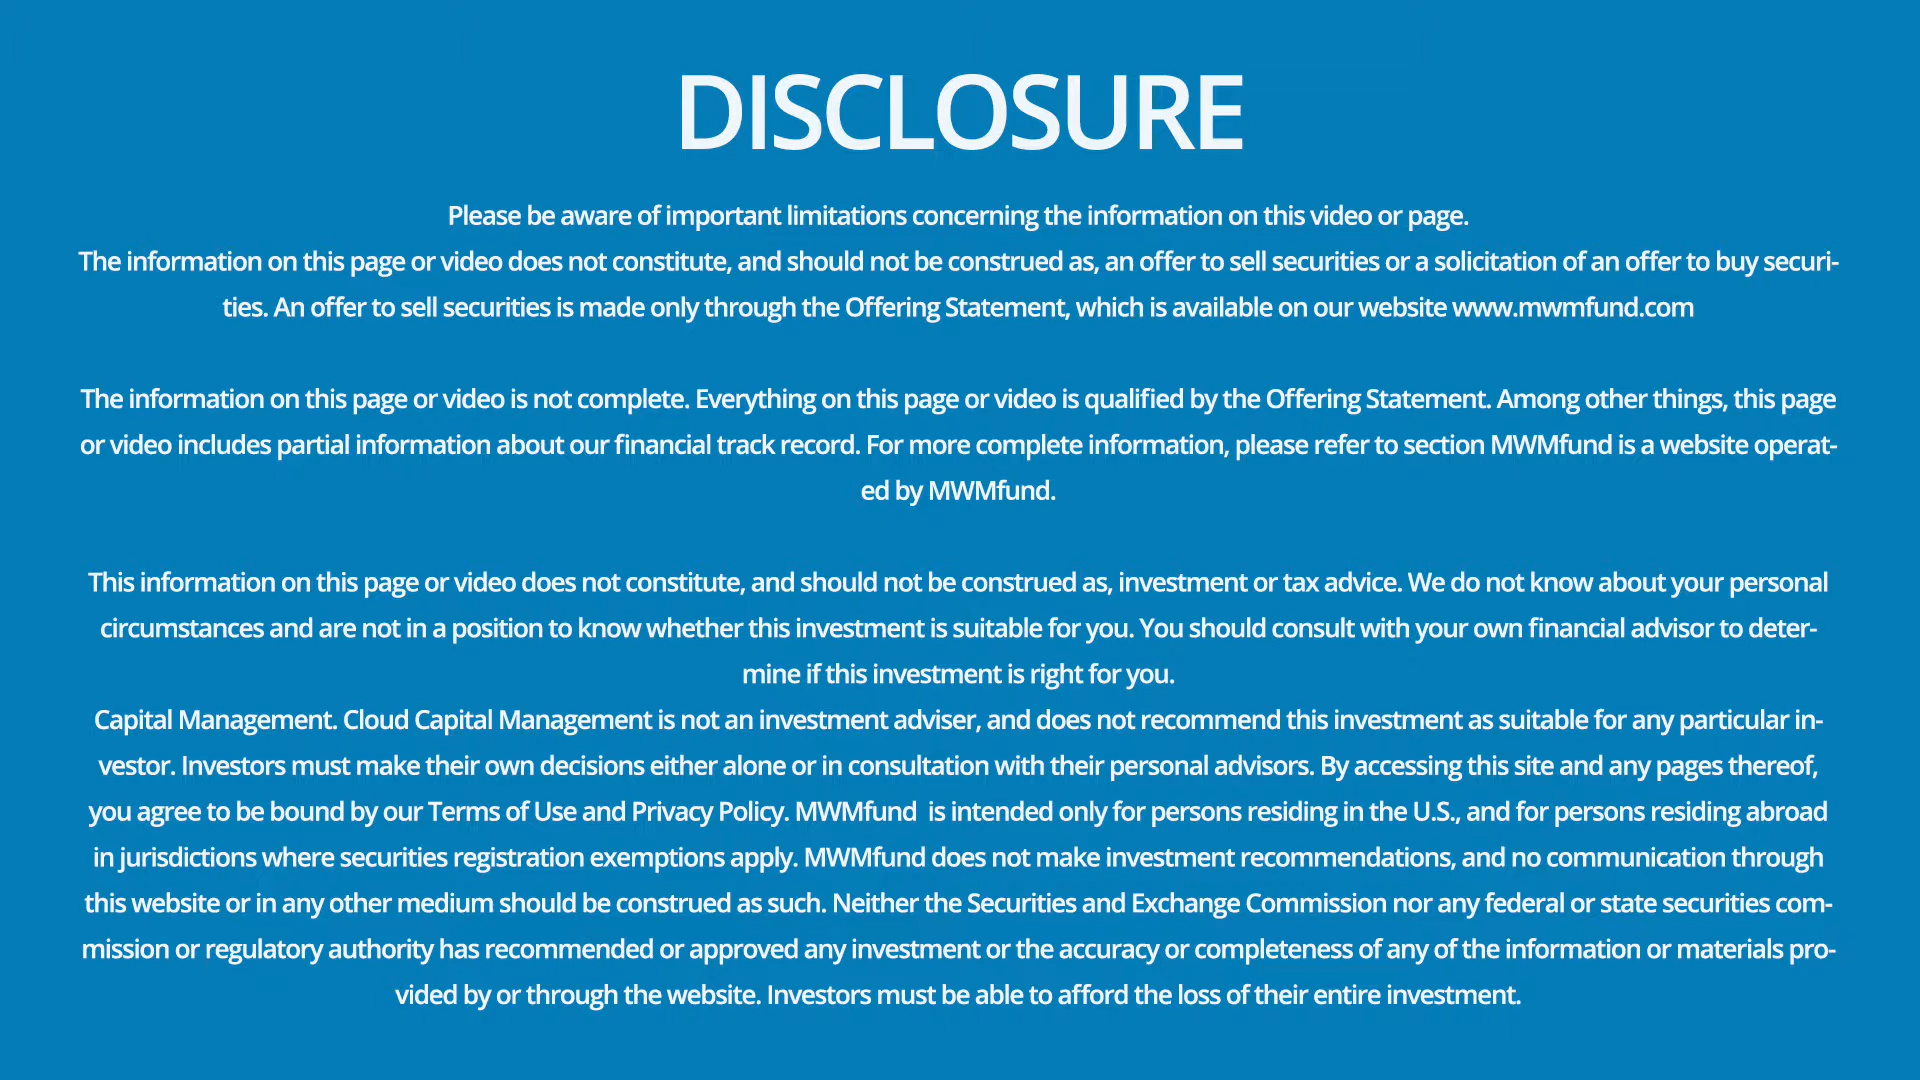 DISCLOSURE
Please be aware of important limitations concerning the information on this video or page.
The information on this page or video does not constitute, and should not be construed as, an offer to sell securities or a solicitation of an offer to buy securi-
ties. An offer to sell securities is made only through the Offering Statement, which is available on our website www.mwmfund.com
The information on this page or video is not complete. Everything on this page or video is qualified by the Offering Statement. Among other things, this page
or video includes partial information about our financial track record. For more complete information, please refer to section MWMfund is a website operat-
ed by MWMfund.
This information on this page or video does not constitute, and should not be construed as, investment or tax advice. We do not know about your personal
circumstances and are not in a position to know whether this investment is suitable for you. You should consult with your own financial advisor to deter-
mine if this investment is right for you.
Capital Management. Cloud Capital Management is not an investment adviser, and does not recommend this investment as suitable for any particular in-
vestor. Investors must make their own decisions either alone or in consultation with their personal advisors. By accessing this site and any pages thereof,
you agree to be bound by our Terms of Use and Privacy Policy. MWMfund  is intended only for persons residing in the U.S., and for persons residing abroad
in jurisdictions where securities registration exemptions apply. MWMfund does not make investment recommendations, and no communication through
this website or in any other medium should be construed as such. Neither the Securities and Exchange Commission nor any federal or state securities com-
mission or regulatory authority has recommended or approved any investment or the accuracy or completeness of any of the information or materials pro-
vided by or through the website. Investors must be able to afford the loss of their entire investment.